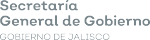 Secretaría
General de Gobierno
GOBIERNO DE JALISCO